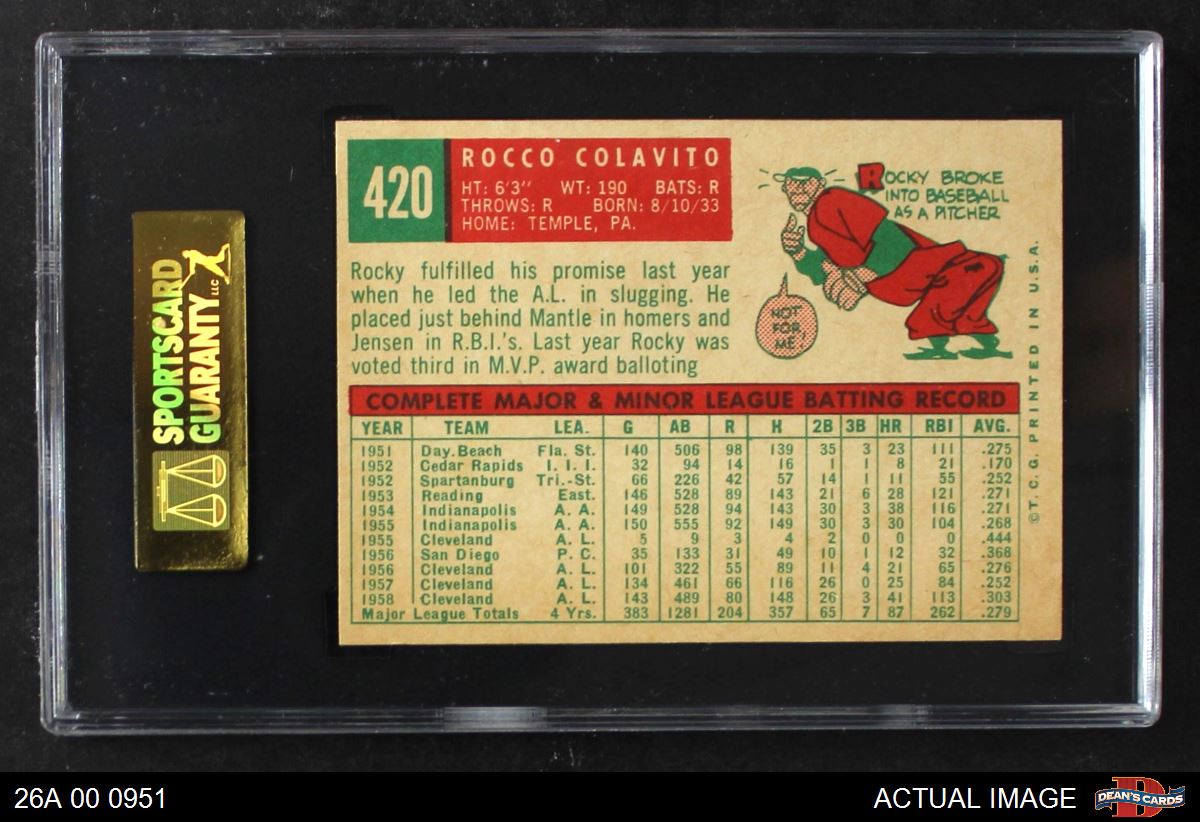 SPORTSCARD
GUARANTY LLC
420
ROCCO COLAVITO
HT: 6'3" WT: 190 BATS: R
THROWS: R BORN: 8/10/33
HOME: TEMPLE, PA.
ROCKY BROKE
INTO BASEBALL
AS A PITCHER
NOT
FOR
ME!
Rocky fulfilled his promise last year
when he led the A.L. in slugging. He
placed just behind Mantle in homers and
Jensen in R.B.I.'s. Last year Rocky was
voted third in M.V.P. award balloting
COMPLETE MAJOR & MINOR LEAGUE BATTING RECORD
YEAR TEAM LEA. G AB R H 2B 3B HR RBI AVG.
1951 Day. Beach Fla. St. 140 506 98 139 35 3 23 111 .275
1952 Cedar Rapids I. I. I. 32 94 14 16 1 1 8 21 .170
1952 Spartanburg Tri.-St. 66 226 42 57 14 1 11 55 .252
1953 Reading East. 146 528 89 143 21 6 28 121 .271
1954 Indianapolis A. A. 149 528 94 143 30 3 38 116 .271
1955 Indianapolis A. A. 150 555 92 149 30 3 30 104 .268
1955 Cleveland A. L. 5 9 3 4 2 0 0 0 .444
1956 San Diego P. C. 35 133 31 49 10 1 12 32 .368
1956 Cleveland A. L. 101 322 55 89 11 4 21 65 .276
1957 Cleveland A. L. 134 461 66 116 26 0 25 84 .252
1958 Cleveland A. L. 143 489 80 148 26 3 41 113 .303
Major League Totals 4 Yrs. 383 1281 204 357 65 7 87 262 .279
©T. C. G. PRINTED IN U.S.A.
26A 00 0951
ACTUAL IMAGE
D
DEAN'S CARDS